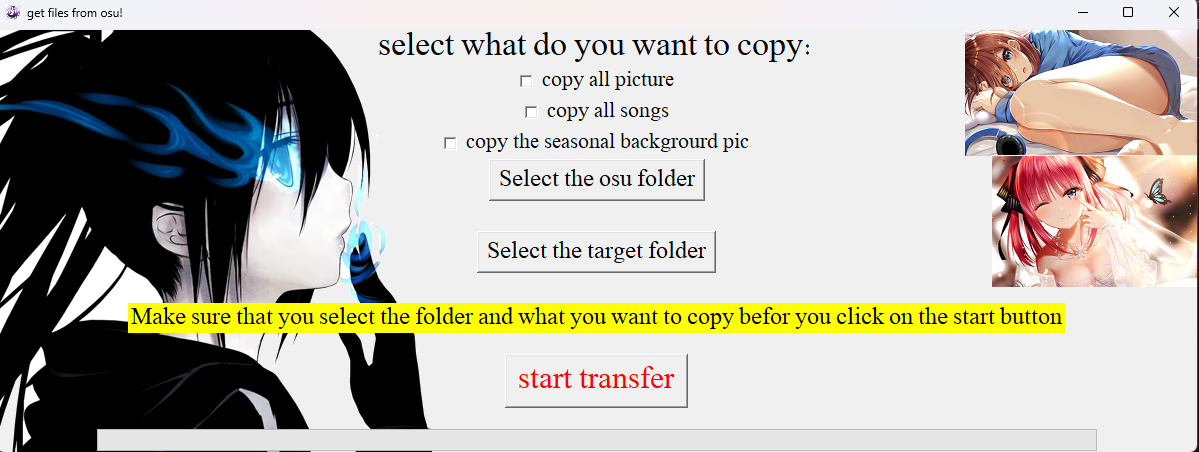 get files from osu!
select what do you want to copy:
copy all picture
copy all songs
copy the seasonal backgrourd pic
Select the osu folder
Select the target folder
Make sure that you select the folder and what you want to copy befor you click on the start button
start transfer